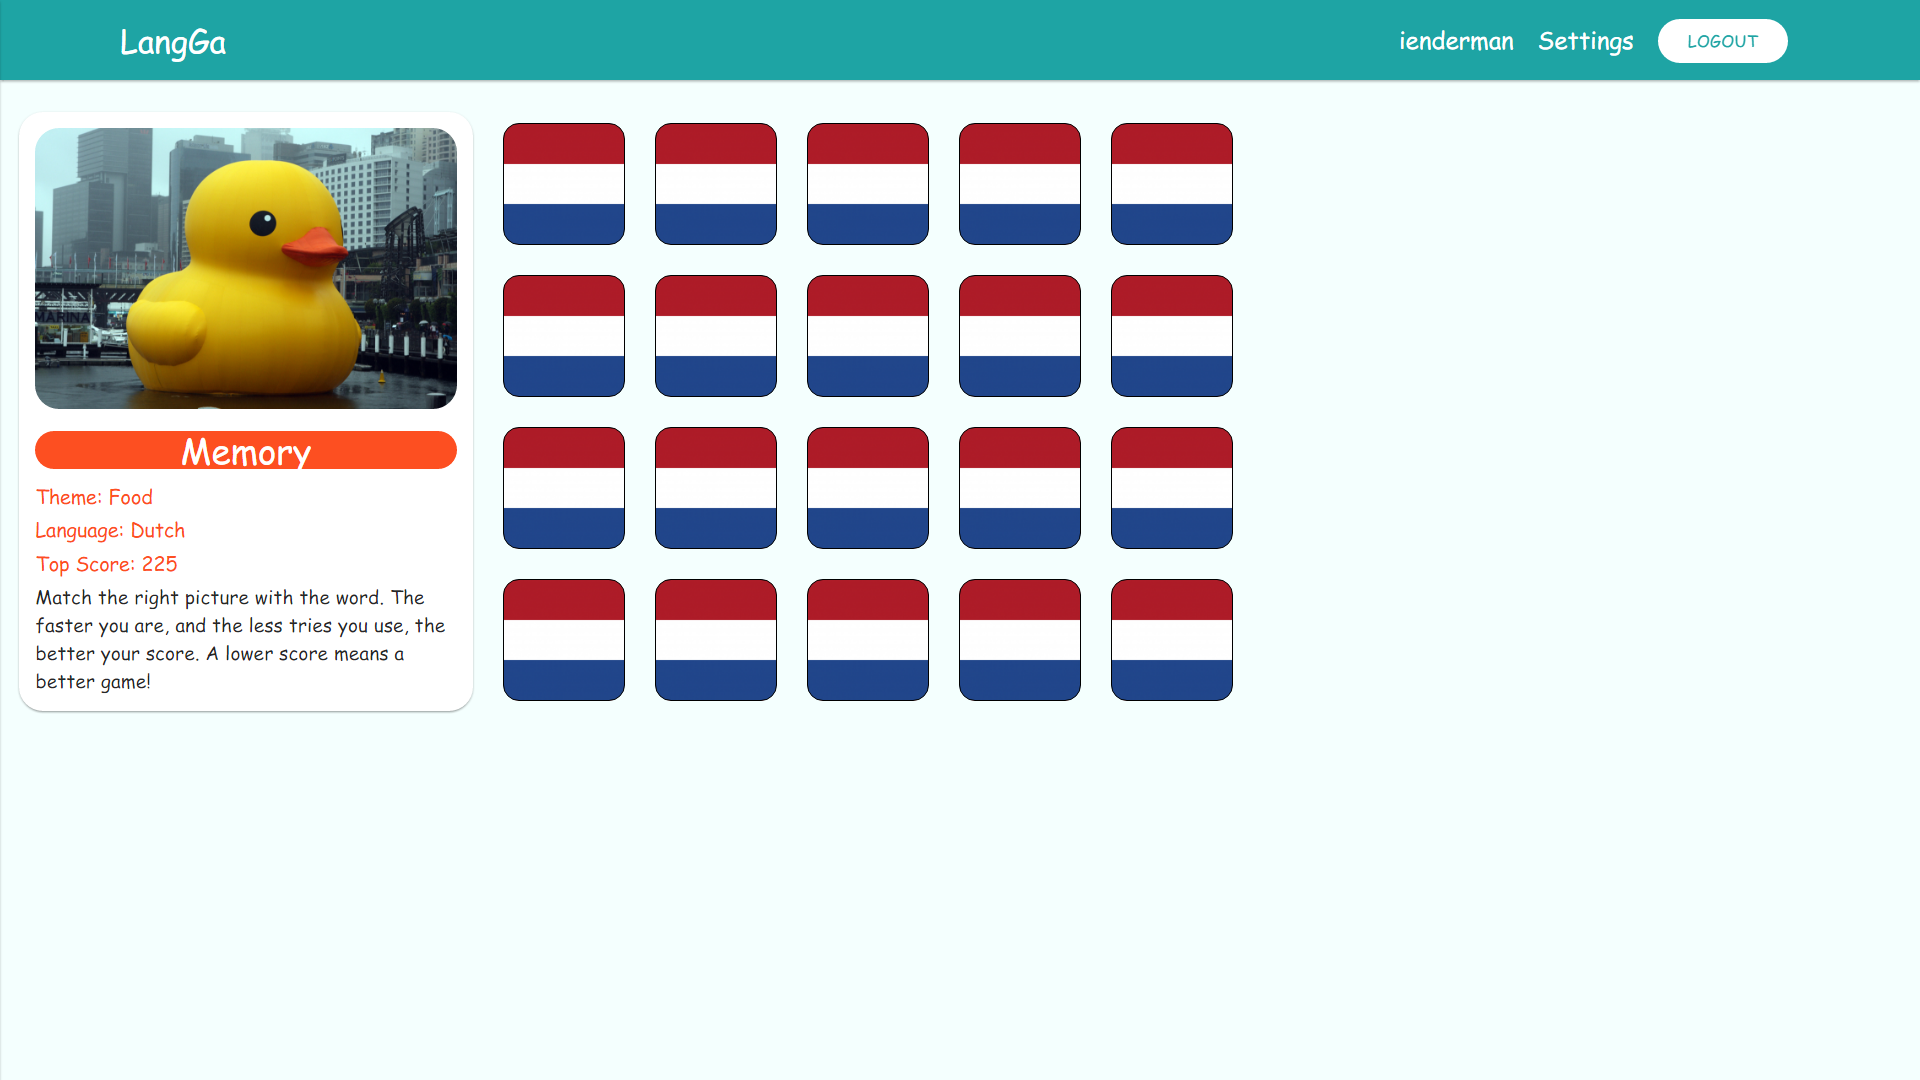 LangGa
ienderman Settings LOGOUT
MARINA
Memory
Theme: Food
Language: Dutch
Top Score: 225
Match the right picture with the word. The
faster you are, and the less tries you use, the
better your score. A lower score means a
better game!